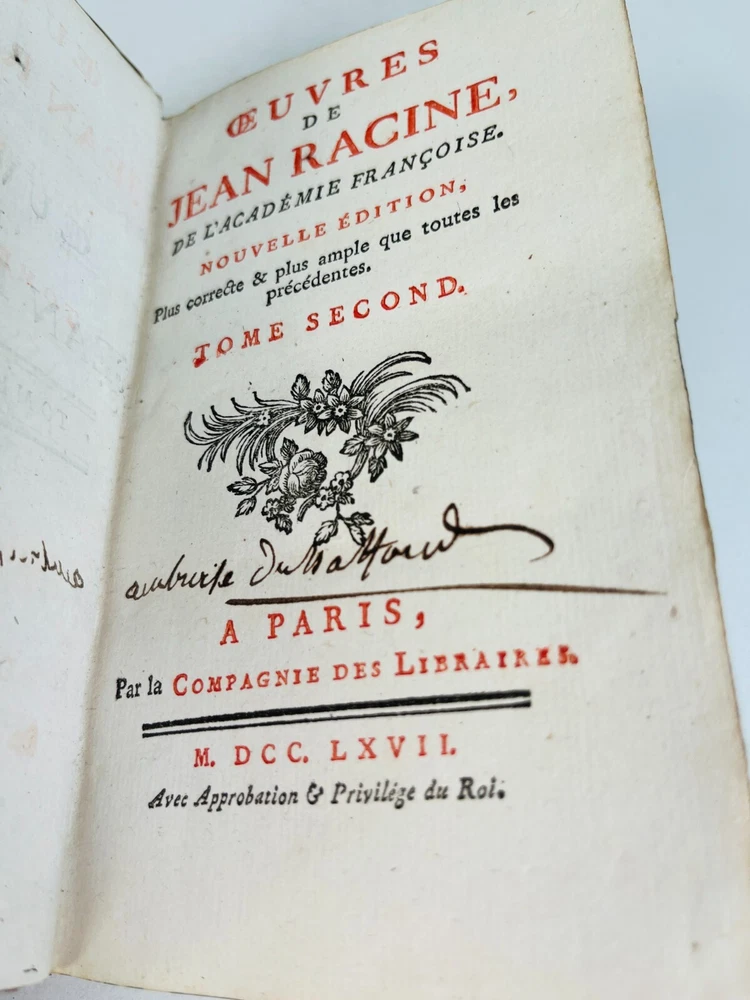 ŒUVRES
DE
JEAN RACINE,
DE L'ACADÉMIE FRANÇOISE.
NOUVELLE ÉDITION,
Plus correcte & plus ample que toutes les
précédentes.
TOME SECOND.
A PARIS,
Par la COMPAGNIE DES LIBRAIRES.
M. DCC. LXVII.
Avec Approbation & Privilége du Roi.